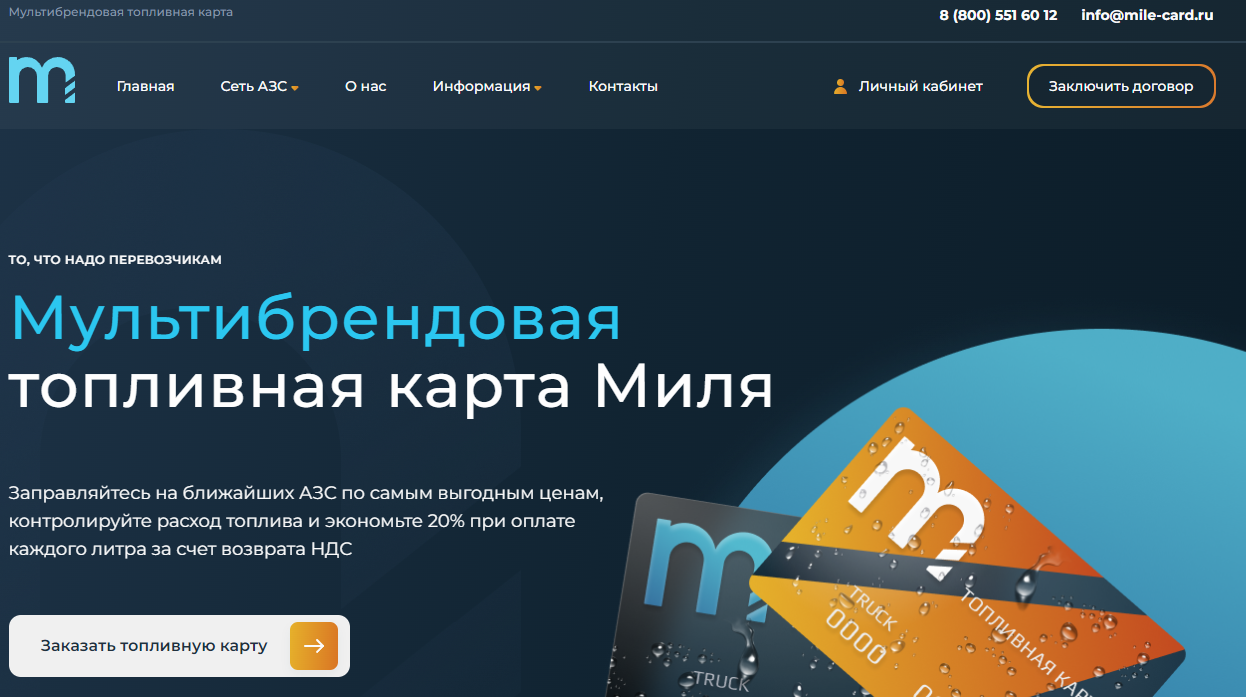 Мультибрендовая топливная карта
8 (800) 551 60 12 info@mile-card.ru
m Главная Сеть АЗС О нас Информация Контакты Личный кабинет Заключить договор
ТО, ЧТО НАДО ПЕРЕВОЗЧИКАМ
Мультибрендовая
топливная карта Миля
Заправляйтесь на ближайших АЗС по самым выгодным ценам,
контролируйте расход топлива и экономьте 20% при оплате
каждого литра за счет возврата НДС
Заказать топливную карту
m
TRUCK
m
TRUCK
0000
ТОПЛИВНАЯ КАР